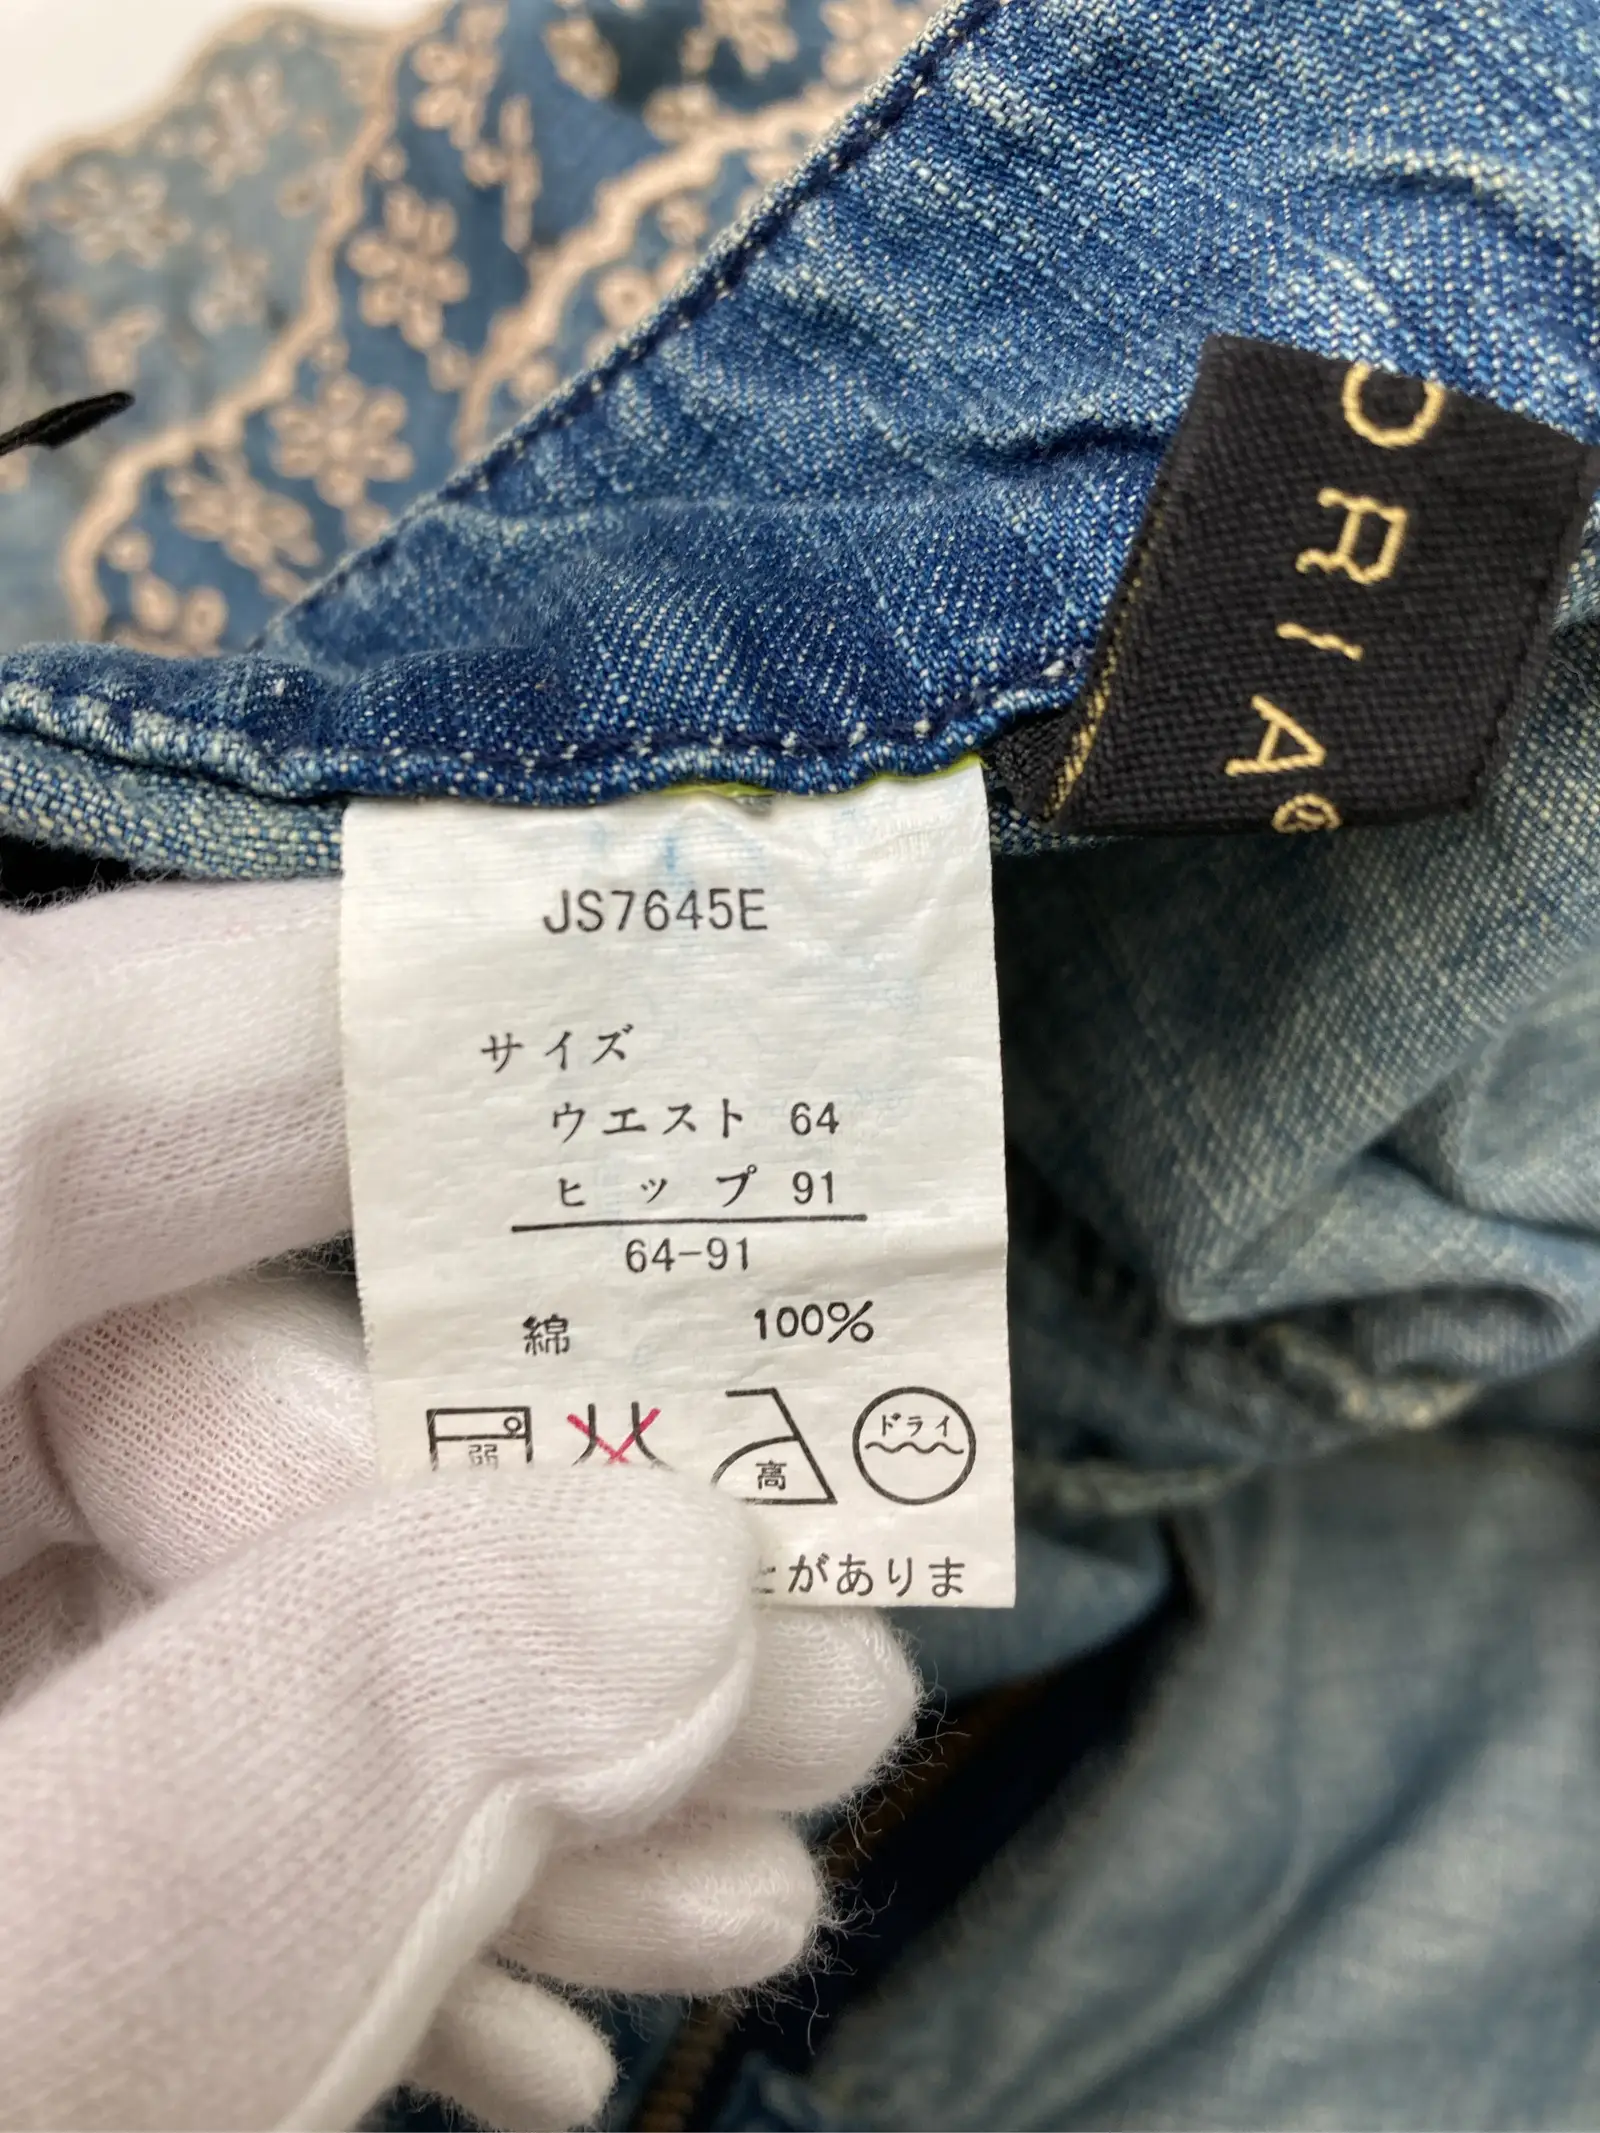 ORIA®
JS7645E
サイズ
ウエスト 64
ヒップ 91
64-91
綿 100%
弱
高
ドライ
がありま